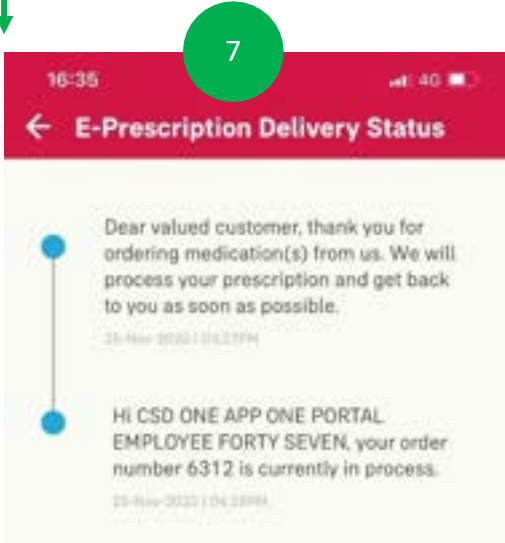 7
16:35
4G
E-Prescription Delivery Status
Dear valued customer, thank you for
ordering medication(s) from us. We will
process your prescription and get back
to you as soon as possible.
Hi CSD ONE APP ONE PORTAL
EMPLOYEE FORTY SEVEN, your order
number 6312 is currently in process.